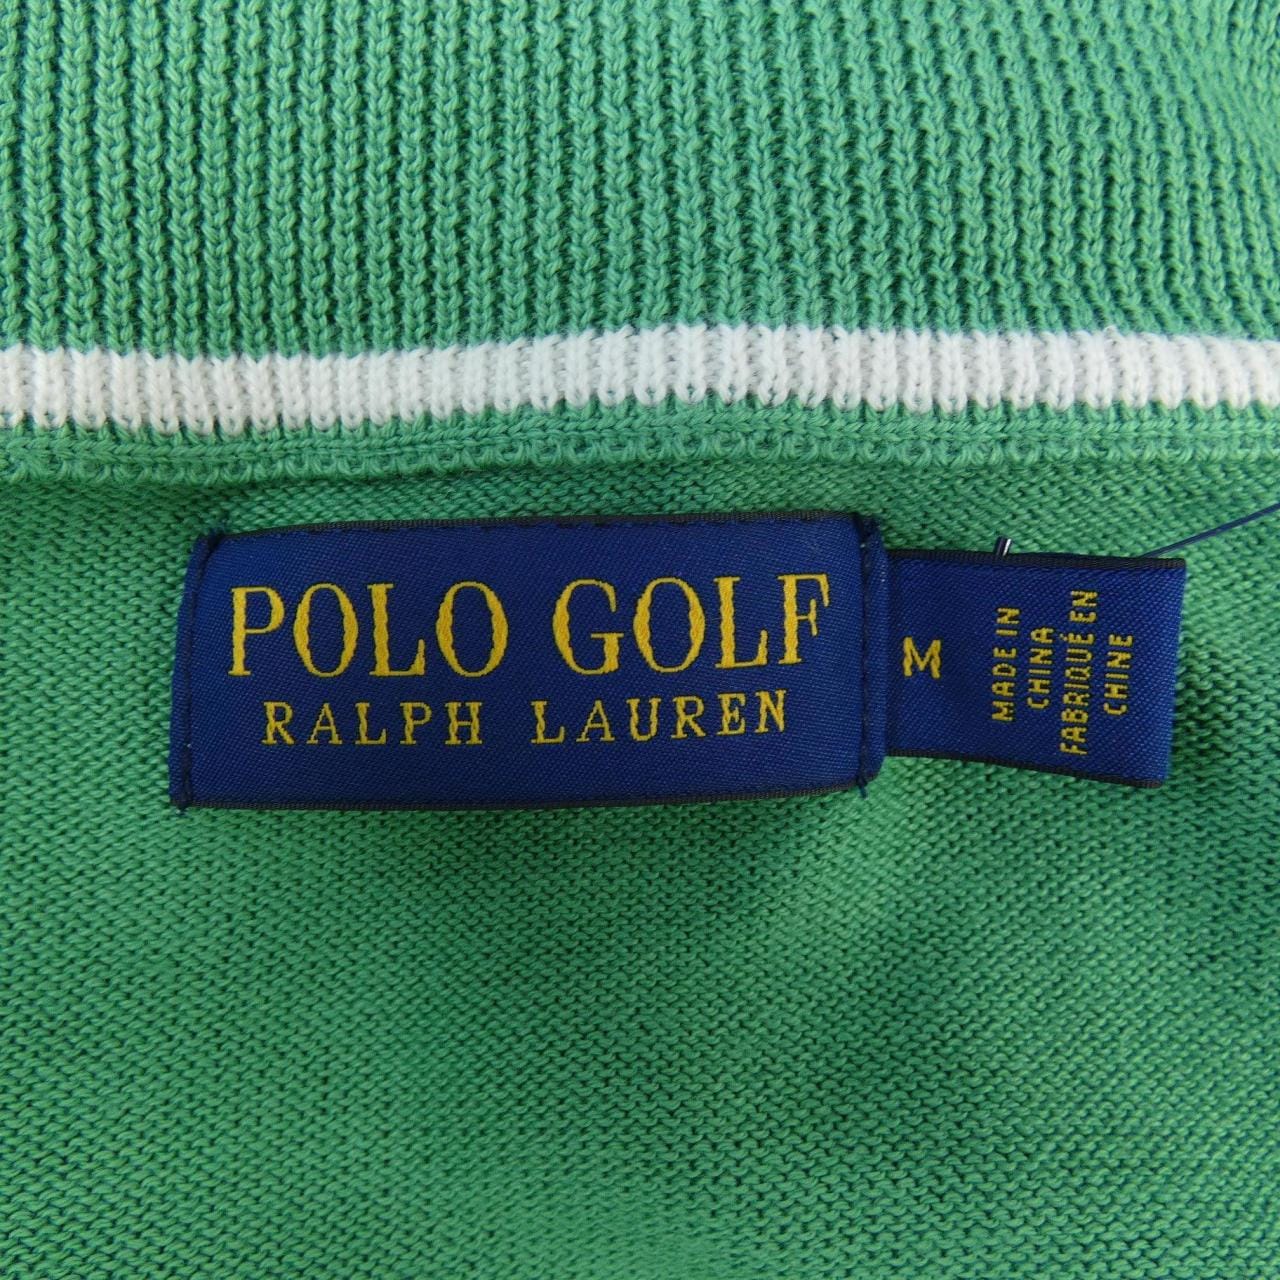 POLO GOLF
RALPH LAUREN
M
MADE IN
CHINA
FABRIQUÉ EN
CHINE